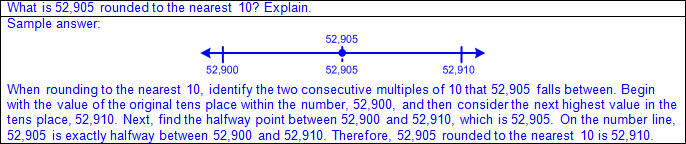 What is 52,905 rounded to the nearest 10? Explain.
Sample answer:
52,905
52,900 52,905 52,910
When rounding to the nearest 10, identify the two consecutive multiples of 10 that 52,905 falls between. Begin
with the value of the original tens place within the number, 52,900, and then consider the next highest value in the
tens place, 52,910. Next, find the halfway point between 52,900 and 52,910, which is 52,905. On the number line,
52,905 is exactly halfway between 52,900 and 52,910. Therefore, 52,905 rounded to the nearest 10 is 52,910.